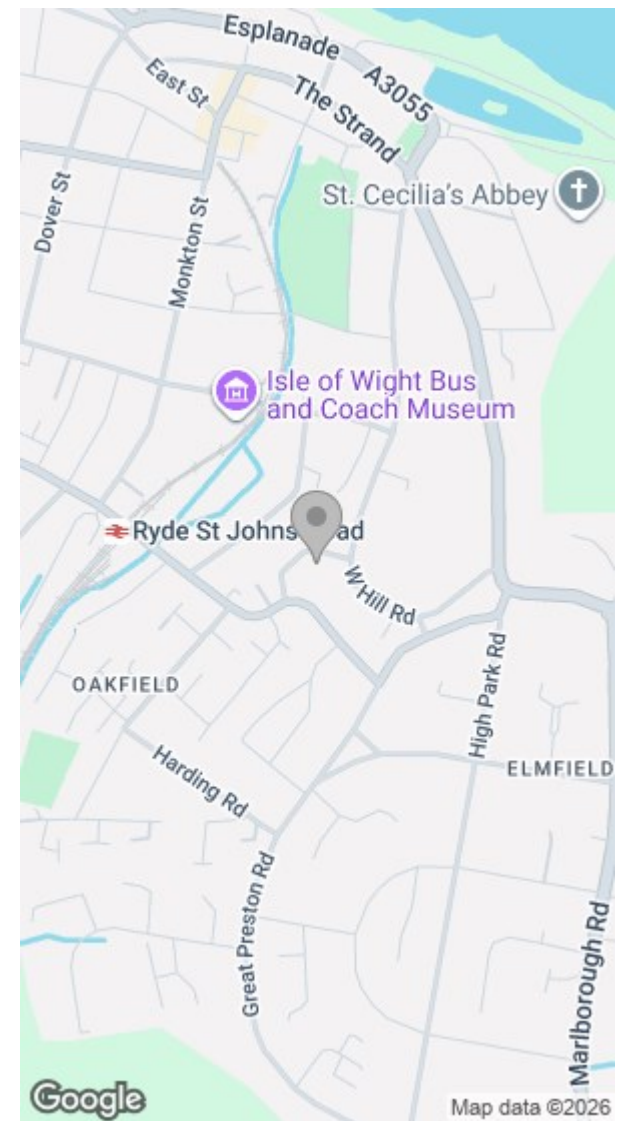 Esplanade
A3055
East St
The Strand
St. Cecilia's Abbey
Dover St
Monkton St
Isle of Wight Bus
and Coach Museum
Ryde St Johns ad
W Hill Rd
OAKFIELD
High Park Rd
ELMFIELD
Harding Rd
Great Preston Rd
Marlborough Rd
Google
Map data ©2026